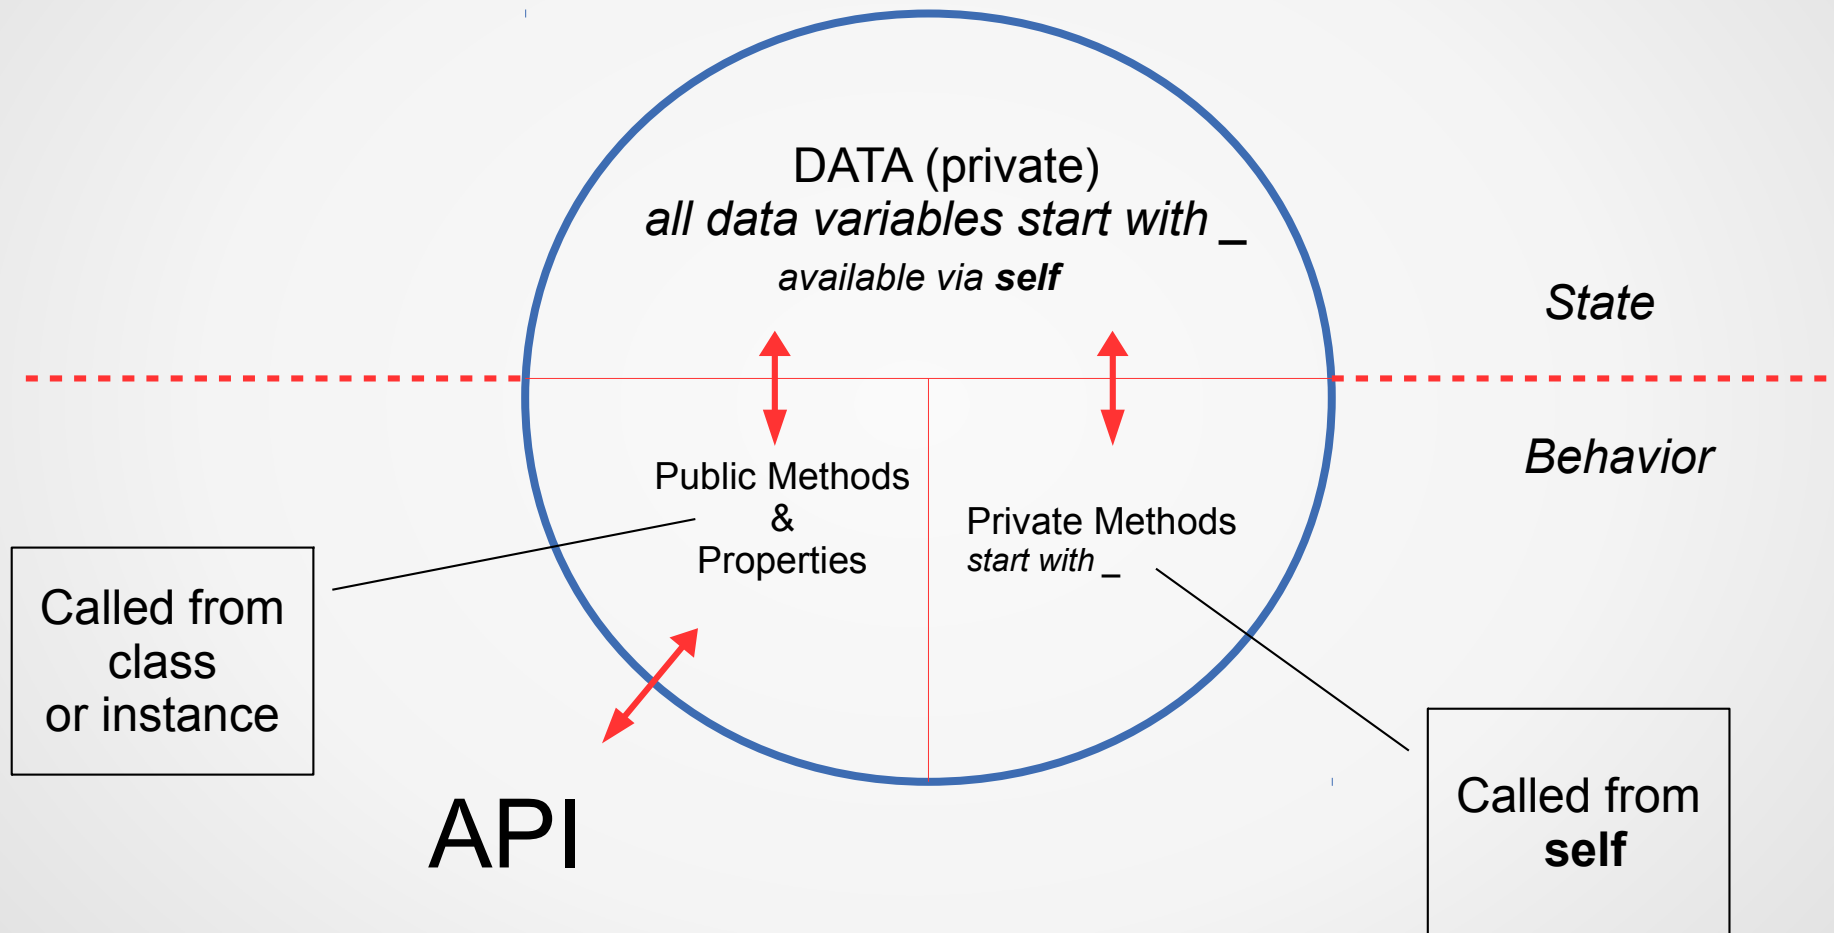 DATA (private)
all data variables start with _
available via self
State
Behavior
Public Methods
&
Properties
Private Methods
start with _
Called from
class
or instance
API
Called from
self